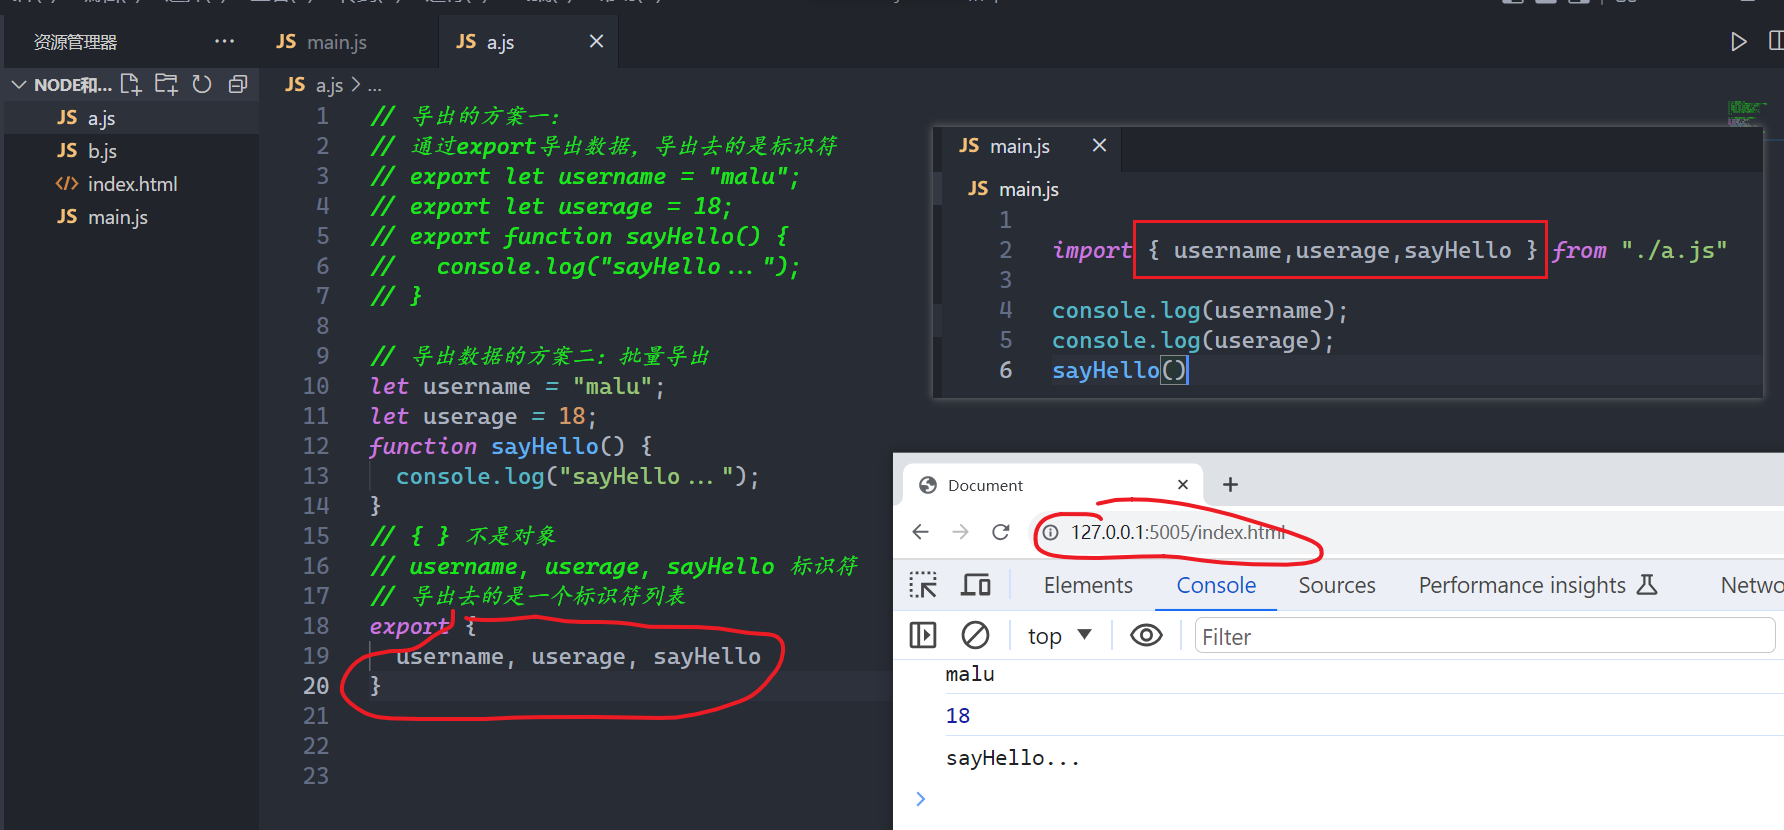 资源管理器 ...
JS main.js
JS a.js ×
NODE和...
JS a.js
JS b.js
</> index.html
JS main.js
JS a.js > ...
1 // 导出的方案一:
2 // 通过export导出数据, 导出去的是标识符
3 // export let username = "malu";
4 // export let userage = 18;
5 // export function sayHello() {
6 // console.log("sayHello...");
7 // }
8
9 // 导出数据的方案二: 批量导出
10 let username = "malu";
11 let userage = 18;
12 function sayHello() {
13 console.log("sayHello...");
14 }
15 // { } 不是对象
16 // username, userage, sayHello 标识符
17 // 导出去的是一个标识符列表
18 export {
19 username, userage, sayHello
20 }
21
22
23
JS main.js ×
JS main.js
1
2 import { username,userage,sayHello } from "./a.js"
3
4 console.log(username);
5 console.log(userage);
6 sayHello()
Document × +
127.0.0.1:5005/index.html
Elements Console Sources Performance insights Netwo
top Filter
malu
18
sayHello...
>